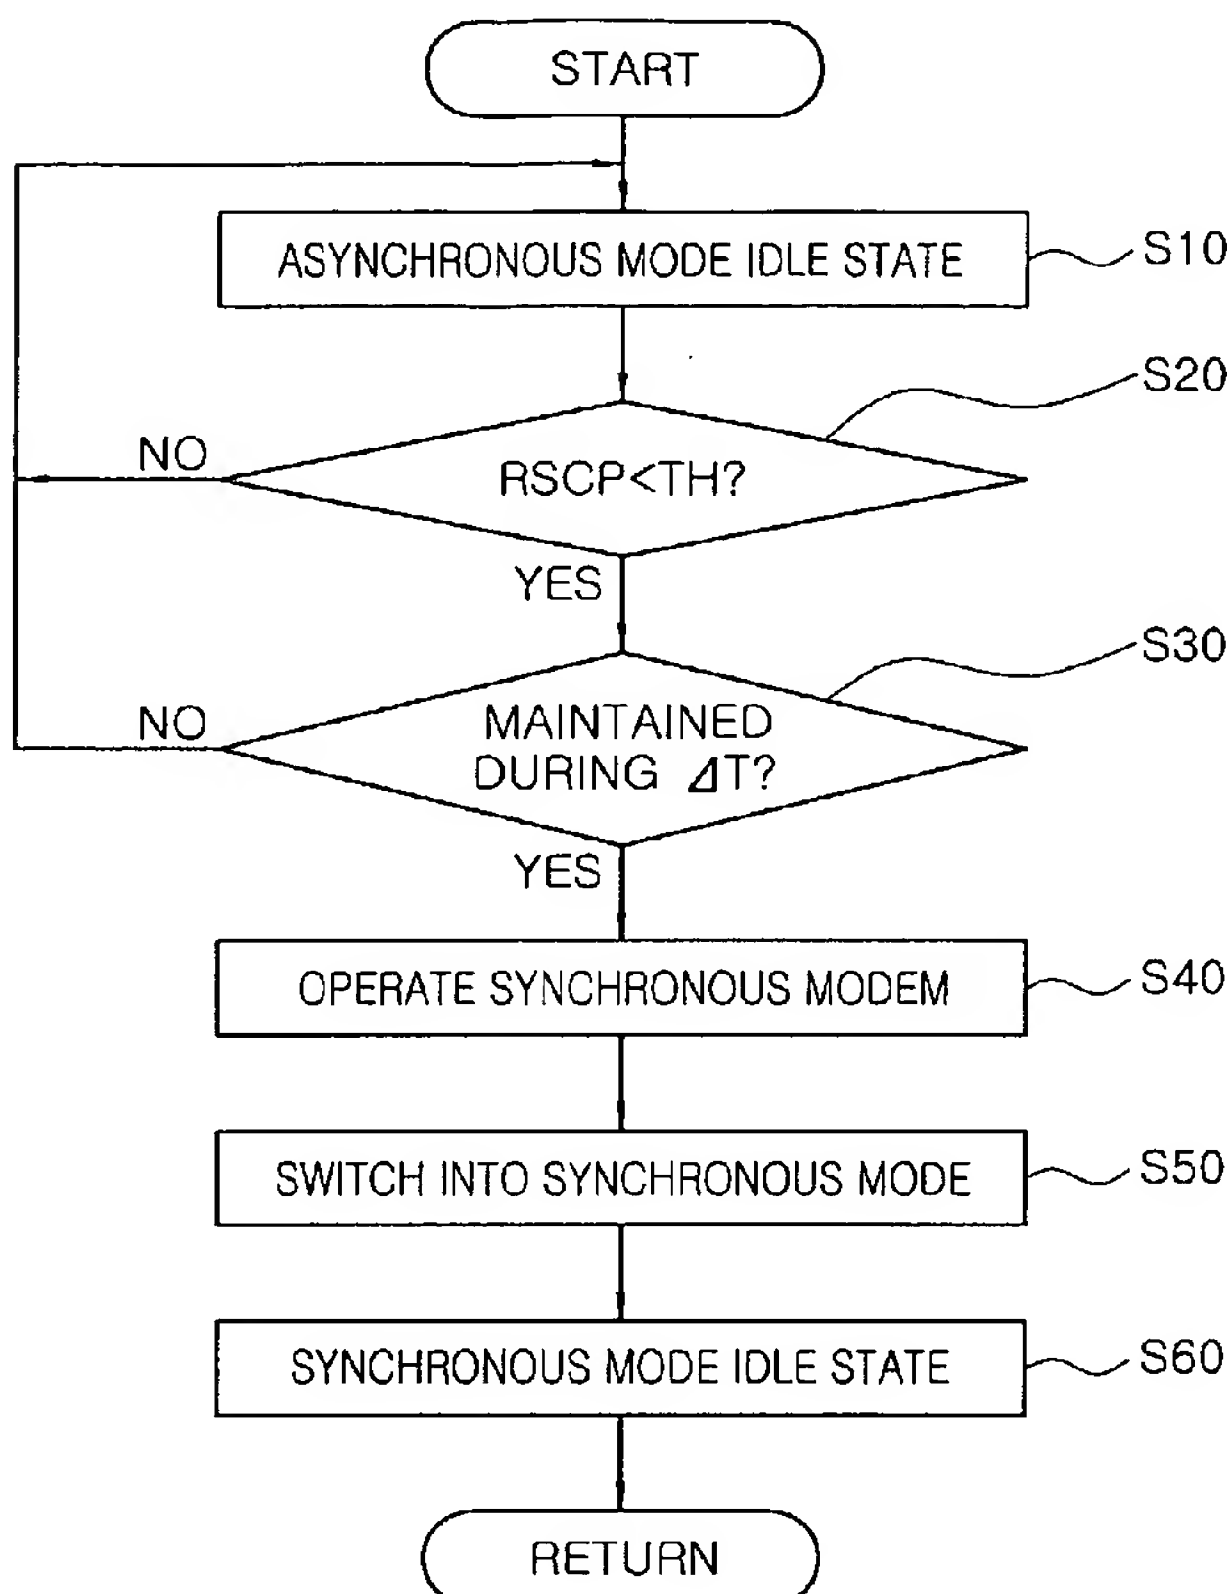 START
ASYNCHRONOUS MODE IDLE STATE
S10
S20
NO
RSCP<TH?
YES
S30
NO
MAINTAINED
DURING ΔT?
YES
OPERATE SYNCHRONOUS MODEM
S40
SWITCH INTO SYNCHRONOUS MODE
S50
SYNCHRONOUS MODE IDLE STATE
S60
RETURN